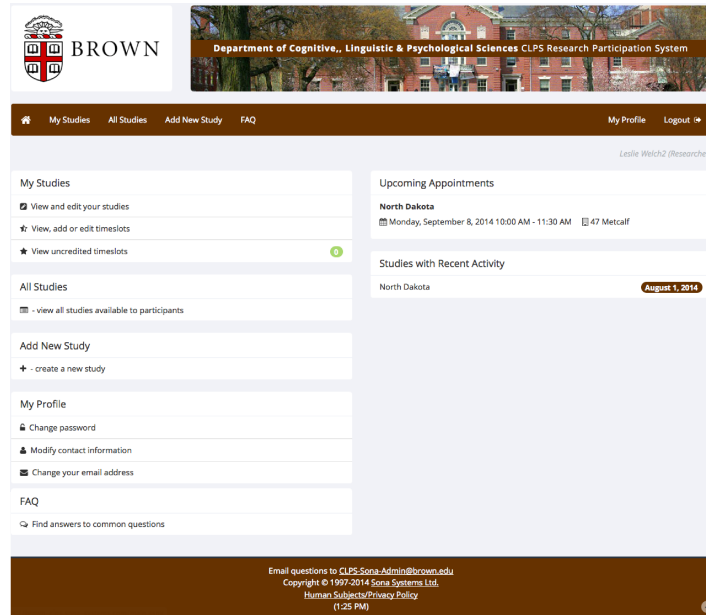 BROWN
Department of Cognitive,, Linguistic & Psychological Sciences CLPS Research Participation System
My Studies All Studies Add New Study FAQ My Profile Logout
Leslie Welch2 (Researche
My Studies
View and edit your studies
View, add or edit timeslots
View uncredited timeslots 0
All Studies
- view all studies available to participants
Add New Study
- create a new study
My Profile
Change password
Modify contact information
Change your email address
FAQ
Find answers to common questions
Upcoming Appointments
North Dakota
Monday, September 8, 2014 10:00 AM - 11:30 AM 47 Metcalf
Studies with Recent Activity
North Dakota August 1, 2014
Email questions to CLPS-Sona-Admin@brown.edu
Copyright © 1997-2014 Sona Systems Ltd.
Human Subjects/Privacy Policy
(1:25 PM)